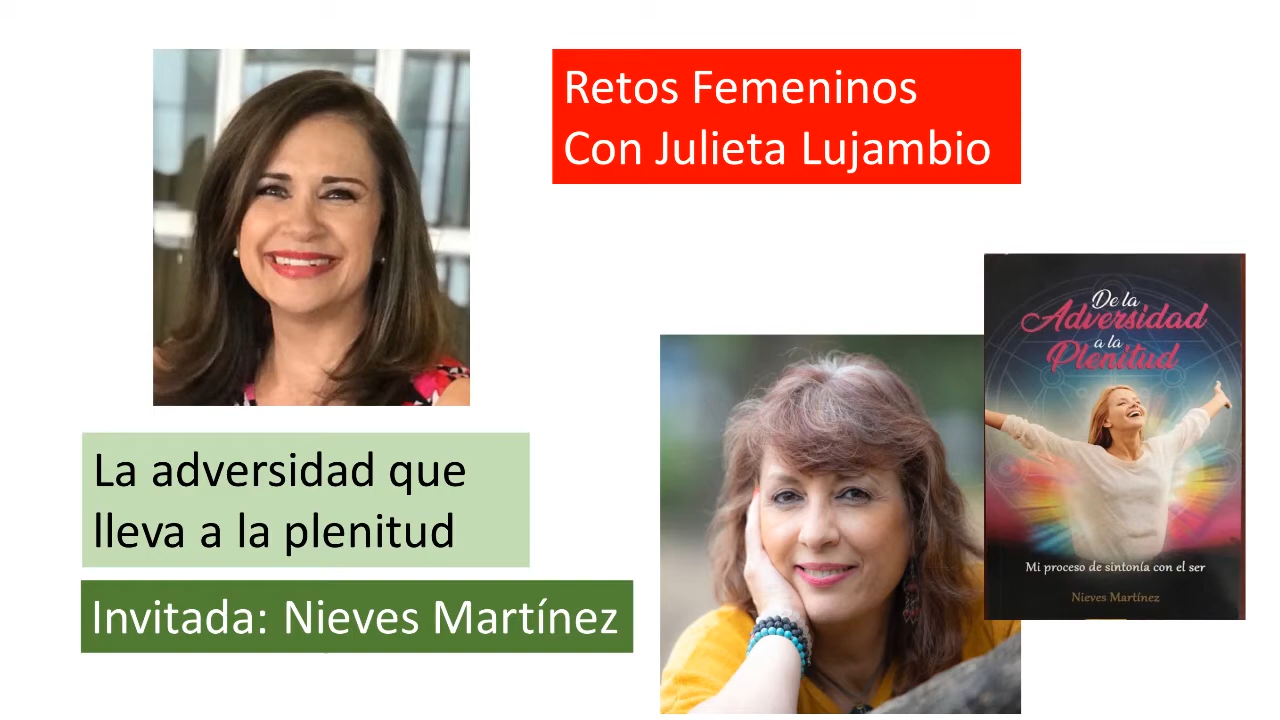 Retos Femeninos
Con Julieta Lujambio
De la
Adversidad
a la
Plenitud
Mi proceso de sintonía con el ser
Nieves Martínez
La adversidad que
lleva a la plenitud
Invitada: Nieves Martínez